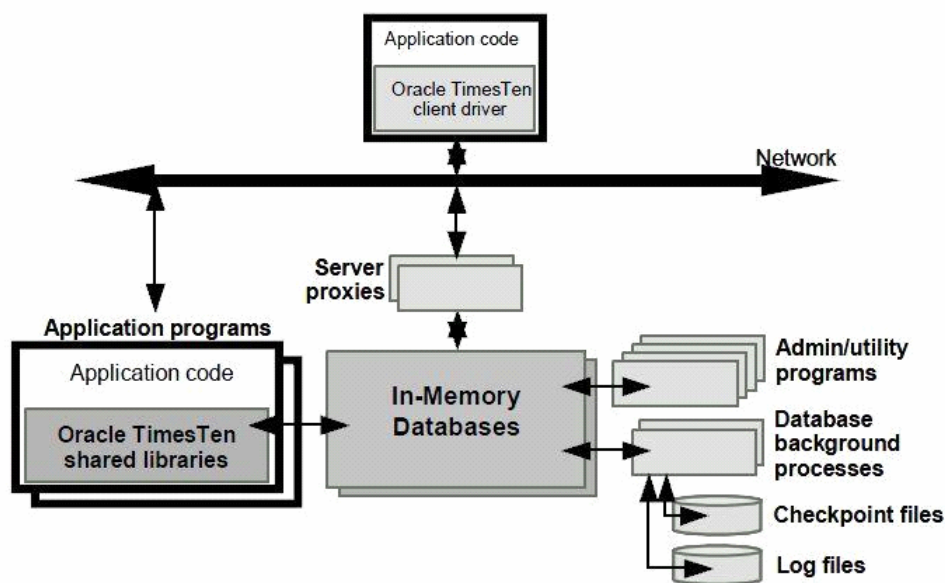 Application code
Oracle TimesTen
client driver
Network
Server
proxies
Application programs
Application code
Oracle TimesTen
shared libraries
In-Memory
Databases
Admin/utility
programs
Database
background
processes
Checkpoint files
Log files